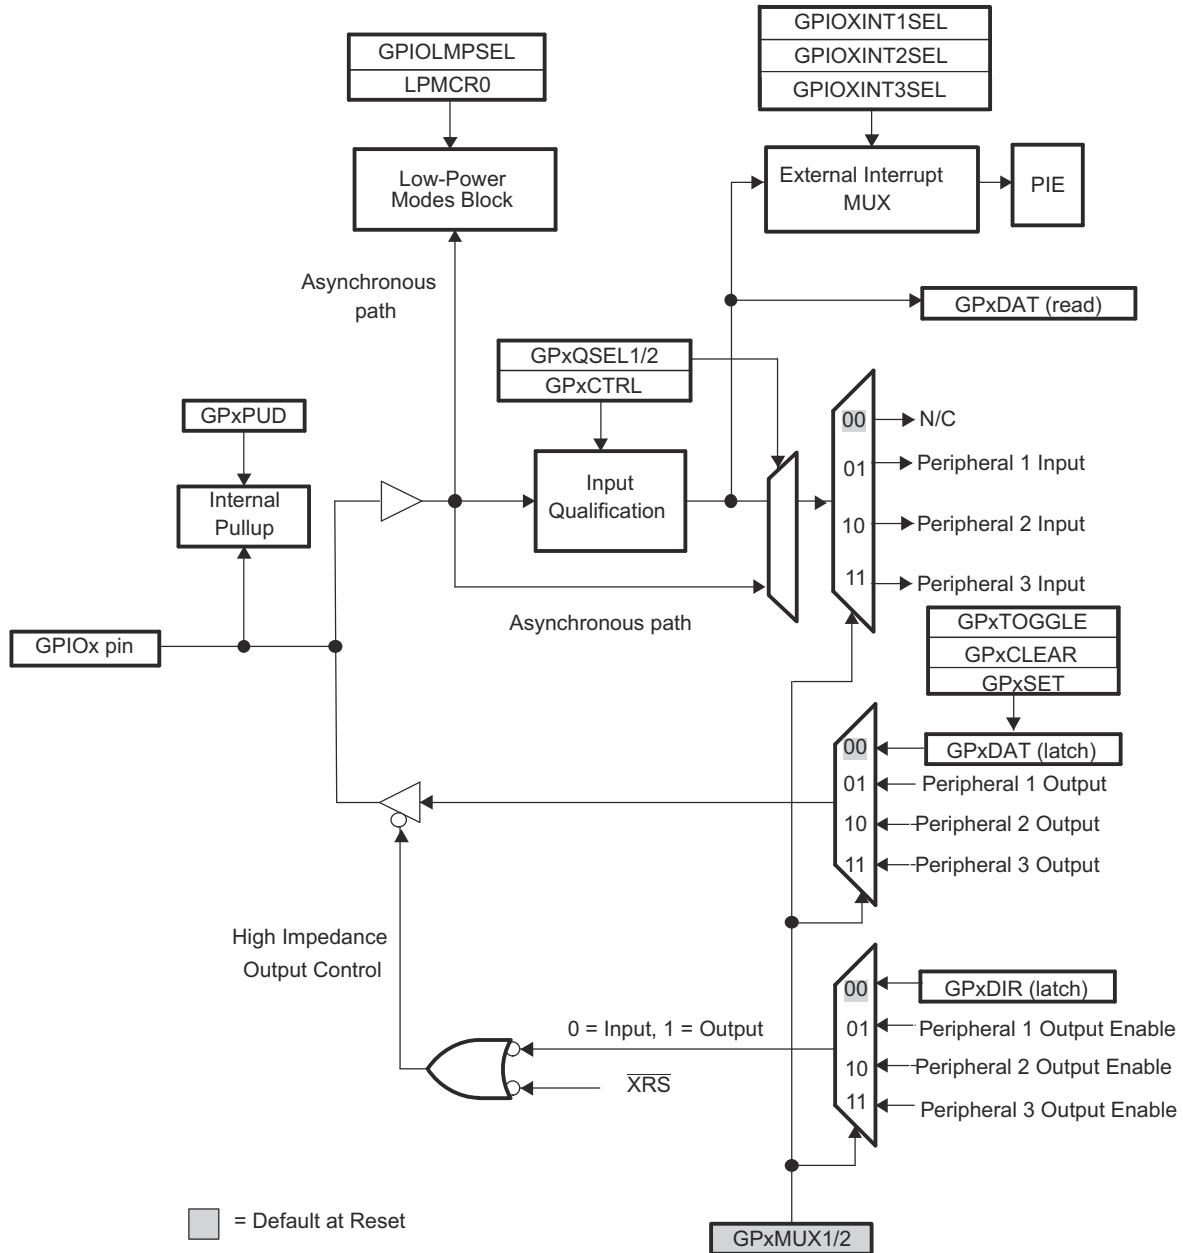 GPIOLMPSEL
LPMCR0
Low-Power
Modes Block
GPIOXINT1SEL
GPIOXINT2SEL
GPIOXINT3SEL
External Interrupt
MUX
PIE
Asynchronous
path
GPxDAT (read)
GPxQSEL1/2
GPxCTRL
GPxPUD
Internal
Pullup
Input
Qualification
00
N/C
01
Peripheral 1 Input
10
Peripheral 2 Input
11
Peripheral 3 Input
Asynchronous path
GPIOx pin
GPxTOGGLE
GPxCLEAR
GPxSET
00
GPxDAT (latch)
01
Peripheral 1 Output
10
Peripheral 2 Output
11
Peripheral 3 Output
High Impedance
Output Control
00
GPxDIR (latch)
0 = Input, 1 = Output
01
Peripheral 1 Output Enable
10
Peripheral 2 Output Enable
XRS
11
Peripheral 3 Output Enable
= Default at Reset
GPxMUX1/2